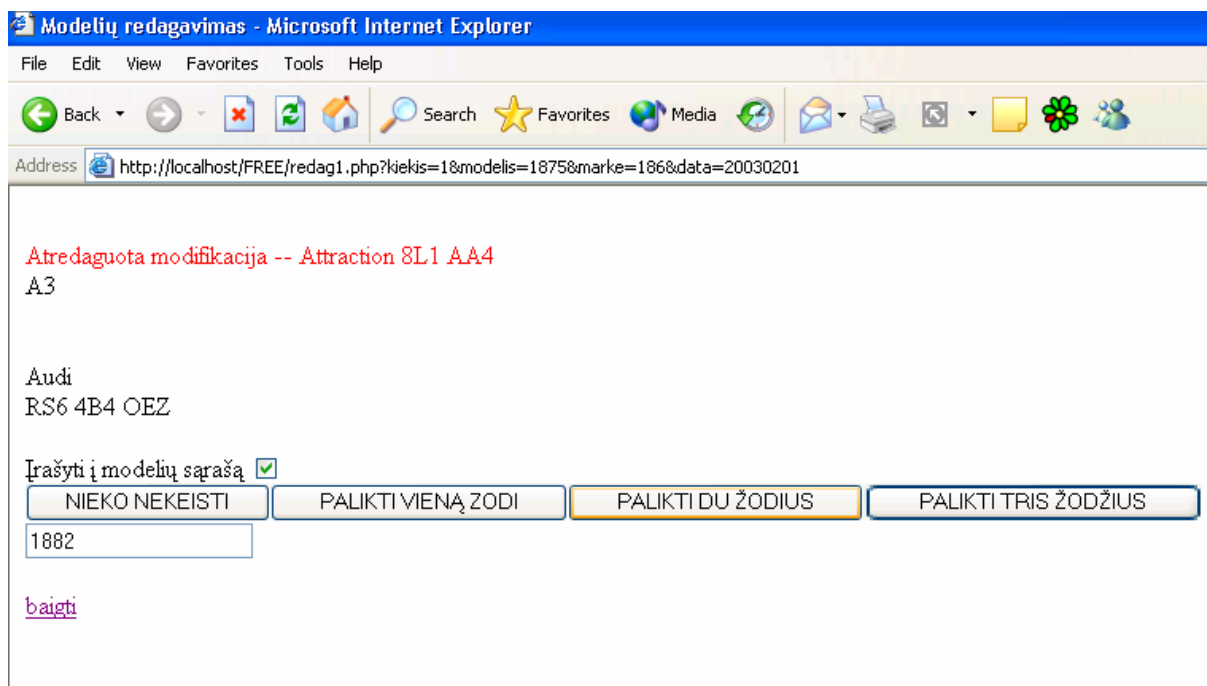 Modelių redagavimas - Microsoft Internet Explorer
File Edit View Favorites Tools Help
Back Search Favorites Media
Address http://localhost/FREE/redag1.php?kiekis=1&modelis=1875&marke=186&data=20030201
Atredaguota modifikacija -- Attraction 8L1 AA4
A3
Audi
RS6 4B4 OEZ
Įrašyti į modelių sąrašą
NIEKO NEKEISTI PALIKTI VIENĄ ZODI PALIKTI DU ŽODIUS PALIKTI TRIS ŽODŽIUS
1882
baigti